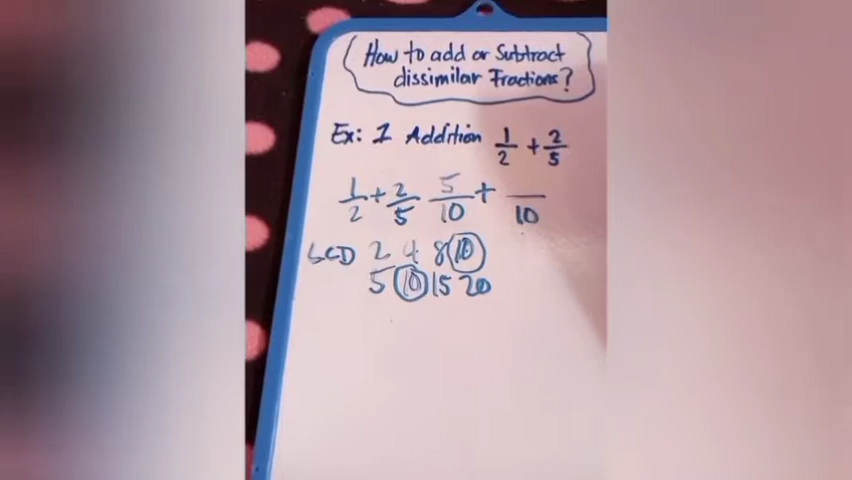 How to add or Subtract
dissimilar Fractions?
Ex: 1 Addition 1/2 + 2/5
1/2 + 2/5 5/10 + /10
LCD 2 4 8 10
5 10 15 20